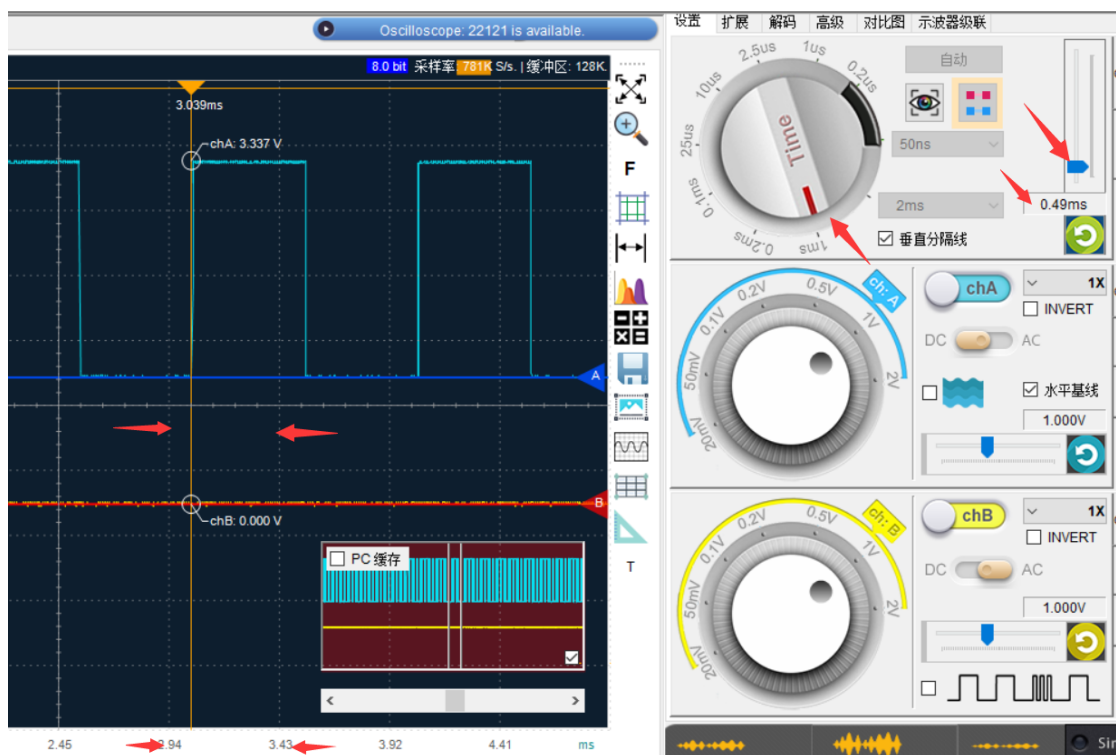 Oscilloscope: 22121 is available.
设置 扩展 解码 高级 对比图 示波器级联
8.0 bit 采样率 781K S/s. | 缓冲区: 128K.
3.039ms
chA: 3.337 V
F
A
B
chB: 0.000 V
PC 缓存
T
2.45 2.94 3.43 3.92 4.41 ms
自动
2.5us 1us 0.2us
10us
25us
0.1ms
0.2ms
1ms
Time
50ns
2ms
0.49ms
垂直分隔线
ch: A
0.2V 0.5V
0.1V 1V
50mV 2V
20mV
chA
1X
INVERT
DC AC
水平基线
1.000V
ch: B
0.2V 0.5V
0.1V 1V
50mV 2V
20mV
chB
1X
INVERT
DC AC
1.000V